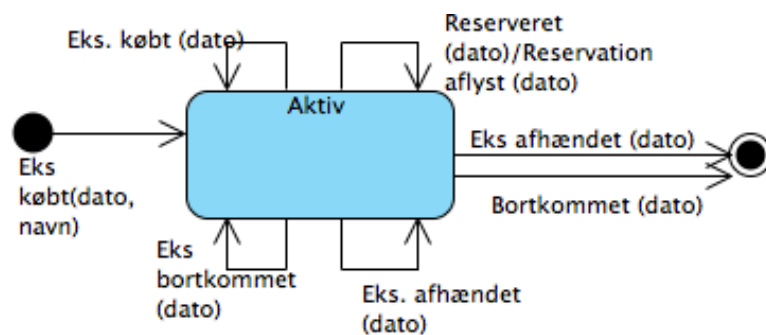 Eks. købt (dato)
Reserveret
(dato)/Reservation
aflyst (dato)
Aktiv
Eks
købt(dato,
navn)
Eks afhændet (dato)
Bortkommet (dato)
Eks
bortkommet
(dato)
Eks. afhændet
(dato)